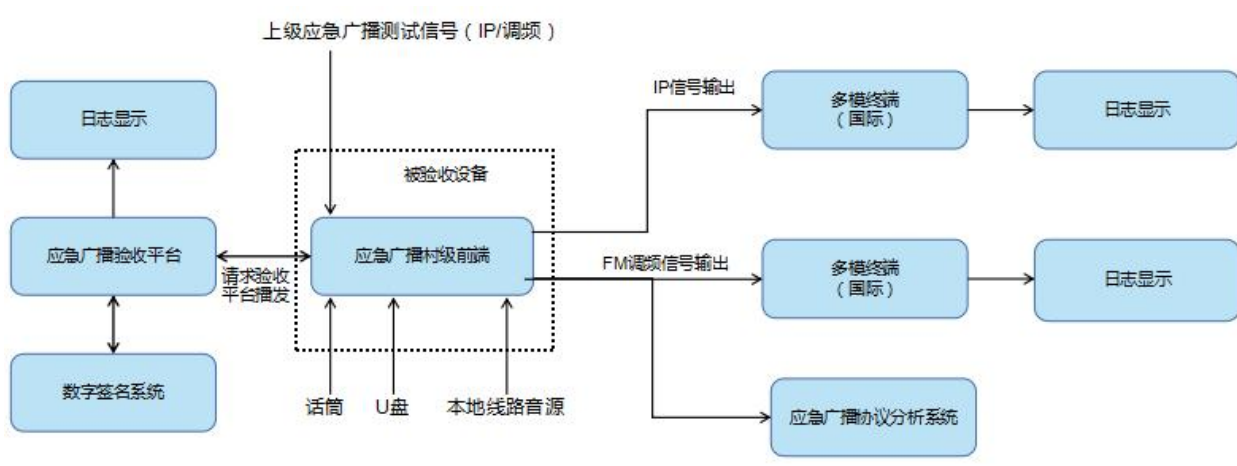 上级应急广播测试信号（IP/调频）
日志显示
IP信号输出
多模终端
（国际）
日志显示
被验收设备
应急广播验收平台
请求验收
平台播发
应急广播村级前端
FM调频信号输出
多模终端
（国际）
日志显示
数字签名系统
话筒
U盘
本地线路音源
应急广播协议分析系统